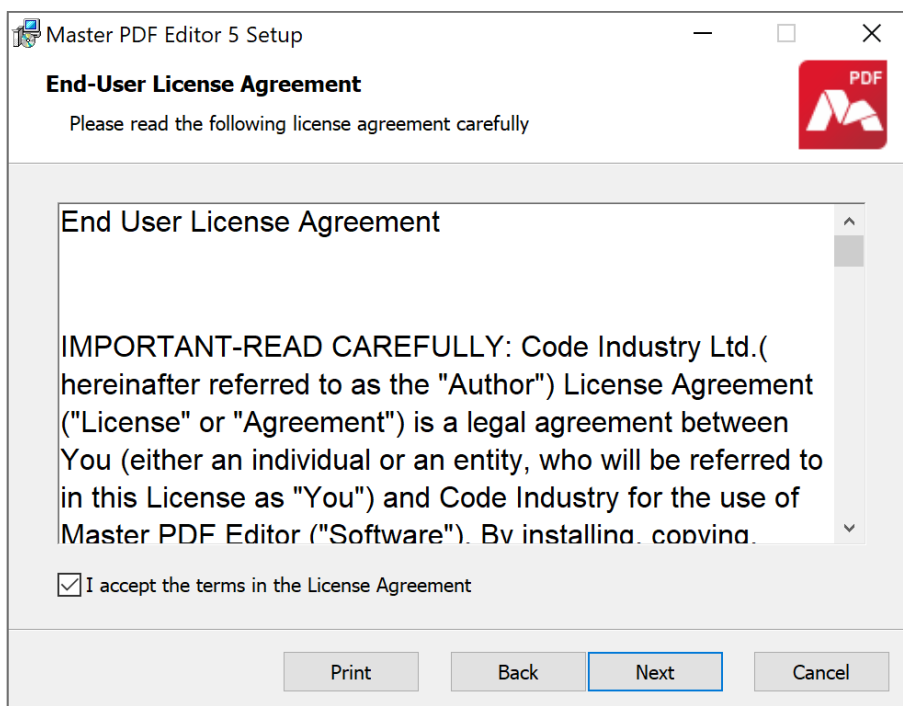 Master PDF Editor 5 Setup
End-User License Agreement
Please read the following license agreement carefully
PDF
End User License Agreement
IMPORTANT-READ CAREFULLY: Code Industry Ltd.(
hereinafter referred to as the "Author") License Agreement
("License" or "Agreement") is a legal agreement between
You (either an individual or an entity, who will be referred to
in this License as "You") and Code Industry for the use of
Master PDF Editor ("Software"). By installing, copying,
I accept the terms in the License Agreement
Print Back Next Cancel